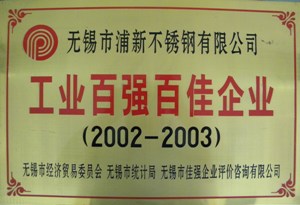 无锡市浦新不锈钢有限公司
工业百强百佳企业
(2002-2003)
无锡市经济贸易委员会 无锡市统计局 无锡市佳强企业评价咨询有限公司